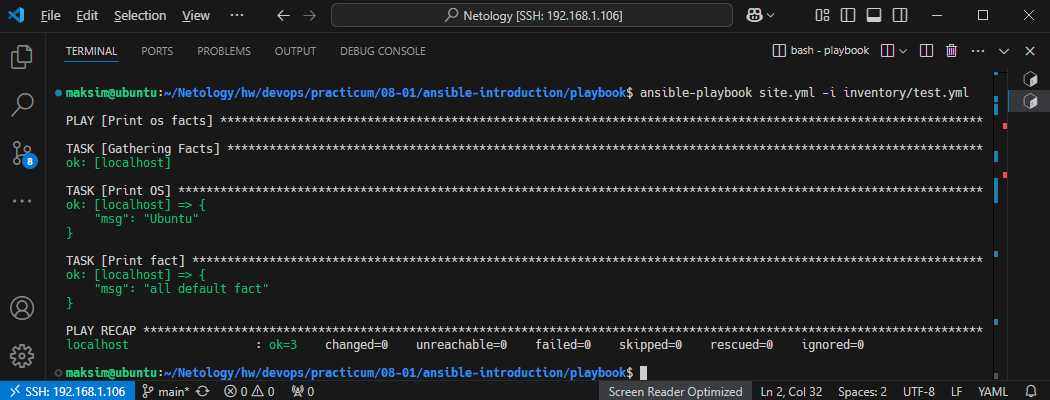 File Edit Selection ··· Netology [SSH: 192.168.1.106]
TERMINAL PORTS PROBLEMS OUTPUT DEBUG CONSOLE bash - playbook
maksim@ubuntu:~/Netology/hw/devops/practicum/08-01/ansible-introduction/playbook$ ansible-playbook site.yml -i inventory/test.yml
PLAY [Print os facts] *************************************************************************************************************
TASK [Gathering Facts] ************************************************************************************************************
ok: [localhost]
TASK [Print OS] *******************************************************************************************************************
ok: [localhost] => {
    "msg": "Ubuntu"
}
TASK [Print fact] *****************************************************************************************************************
ok: [localhost] => {
    "msg": "all default fact"
}
PLAY RECAP ************************************************************************************************************************
localhost                  : ok=3    changed=0    unreachable=0    failed=0    skipped=0    rescued=0    ignored=0
maksim@ubuntu:~/Netology/hw/devops/practicum/08-01/ansible-introduction/playbook$
8
SSH: 192.168.1.106 main* 0 0 0 Screen Reader Optimized Ln 2, Col 32 Spaces: 2 UTF-8 LF YAML